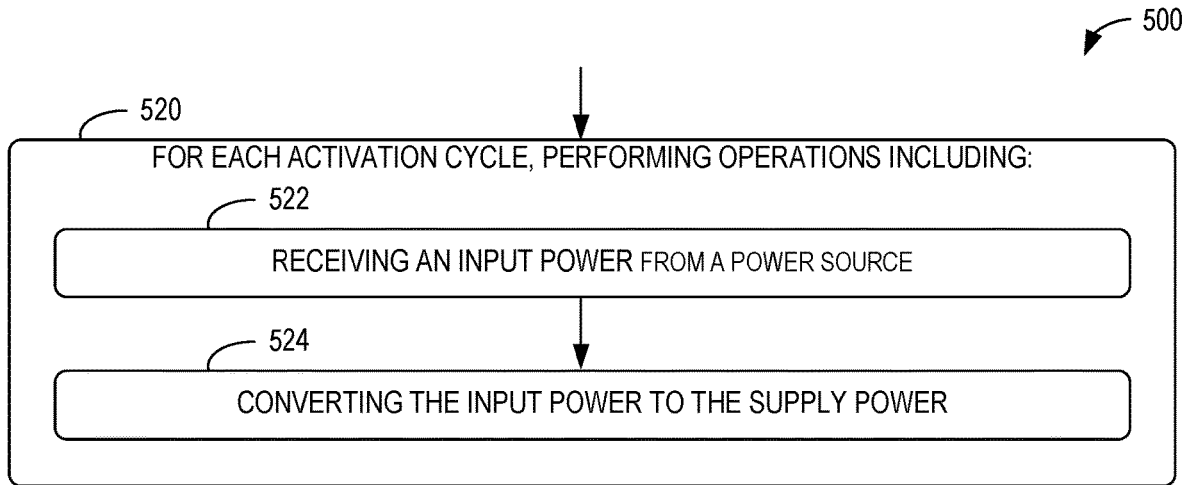 500
520
FOR EACH ACTIVATION CYCLE, PERFORMING OPERATIONS INCLUDING:
522
RECEIVING AN INPUT POWER FROM A POWER SOURCE
524
CONVERTING THE INPUT POWER TO THE SUPPLY POWER